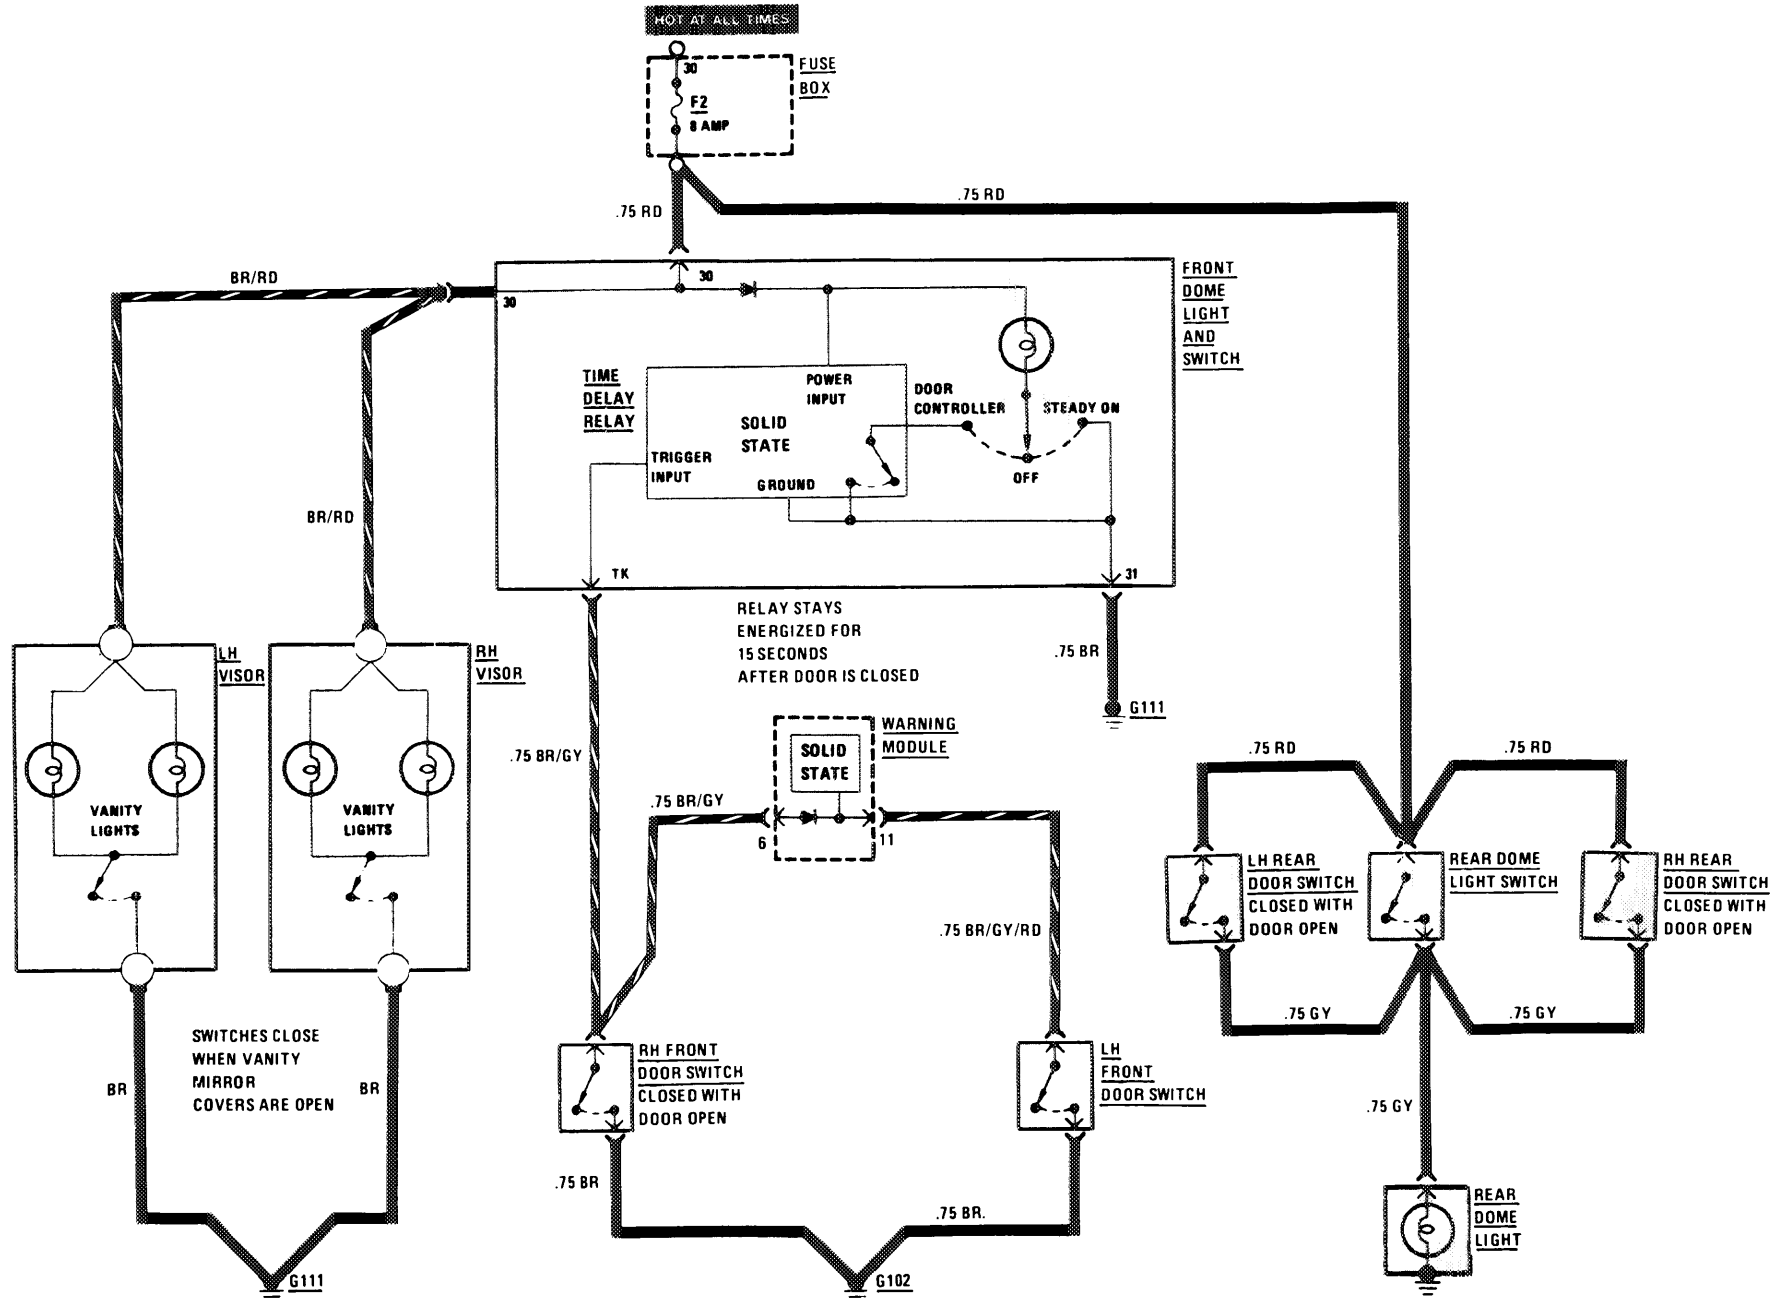 HOT AT ALL TIMES
30
FUSE
BOX
F2
8 AMP
.75 RD
.75 RD
BR/RD
30
30
FRONT
DOME
LIGHT
AND
SWITCH
TIME
DELAY
RELAY
POWER
INPUT
SOLID
STATE
TRIGGER
INPUT
GROUND
DOOR
CONTROLLER
STEADY ON
OFF
BR/RD
TK
31
RELAY STAYS
ENERGIZED FOR
15 SECONDS
AFTER DOOR IS CLOSED
.75 BR
G111
LH
VISOR
RH
VISOR
VANITY
LIGHTS
VANITY
LIGHTS
.75 BR/GY
WARNING
MODULE
SOLID
STATE
.75 BR/GY
6
11
.75 BR/GY/RD
.75 RD
.75 RD
LH REAR
DOOR SWITCH
CLOSED WITH
DOOR OPEN
REAR DOME
LIGHT SWITCH
RH REAR
DOOR SWITCH
CLOSED WITH
DOOR OPEN
.75 GY
.75 GY
SWITCHES CLOSE
WHEN VANITY
MIRROR
COVERS ARE OPEN
BR
BR
RH FRONT
DOOR SWITCH
CLOSED WITH
DOOR OPEN
LH
FRONT
DOOR SWITCH
.75 GY
.75 BR
.75 BR.
REAR
DOME
LIGHT
G111
G102